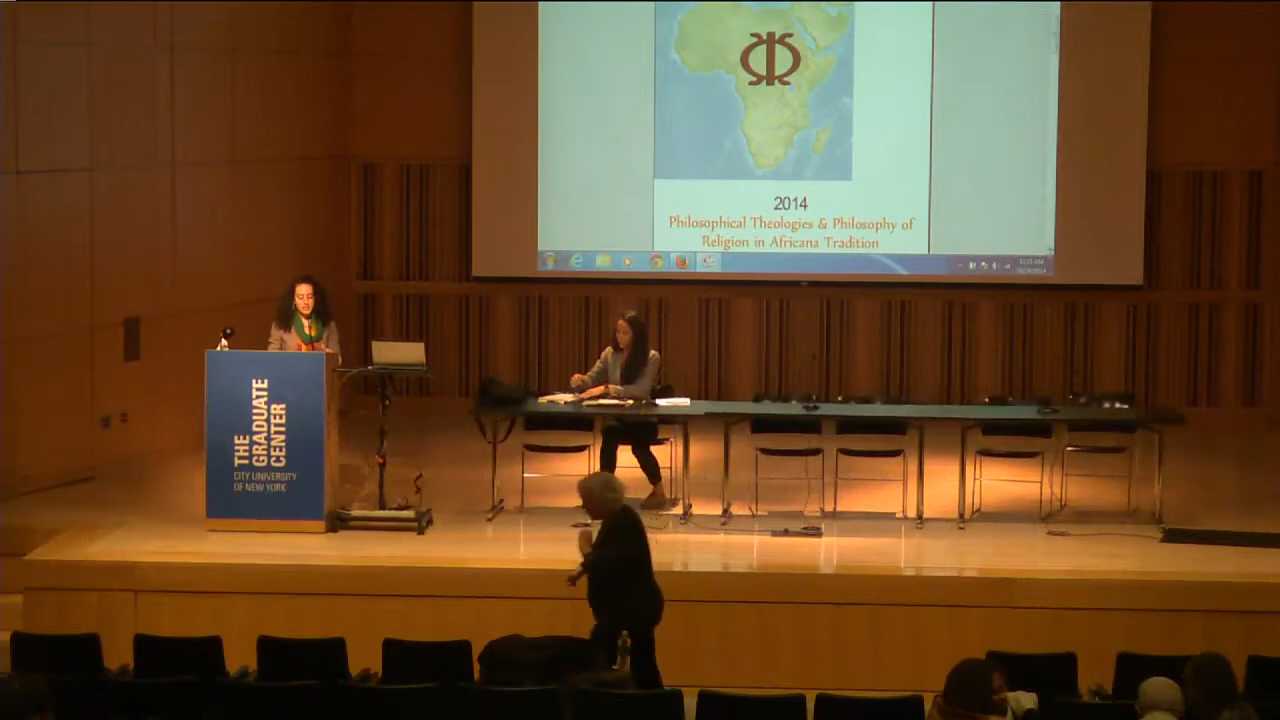 2014
Philosophical Theologies & Philosophy of
Religion in Africana Tradition
THE
GRADUATE
CENTER
CITY UNIVERSITY
OF NEW YORK